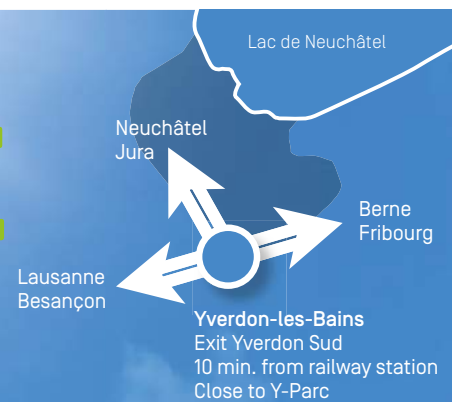 Lac de Neuchâtel
Neuchâtel
Jura
Berne
Fribourg
Lausanne
Besançon
Yverdon-les-Bains
Exit Yverdon Sud
10 min. from railway station
Close to Y-Parc